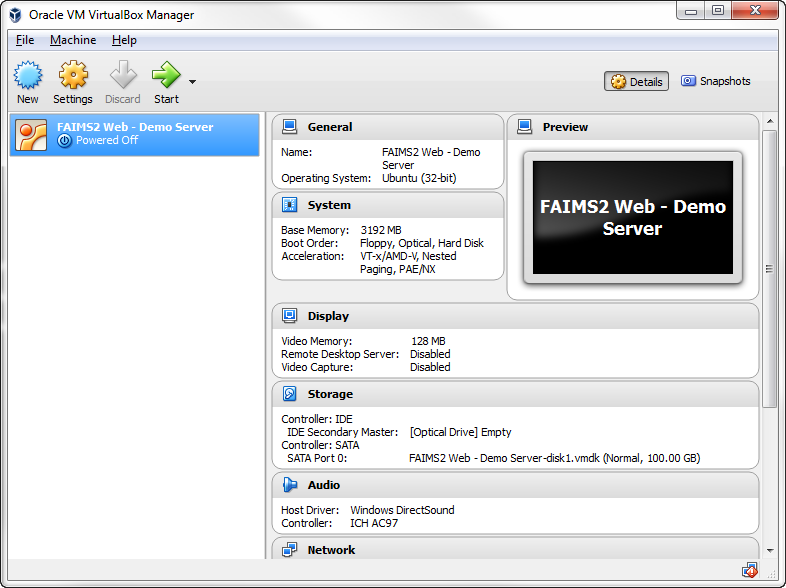 Oracle VM VirtualBox Manager
File Machine Help
New Settings Discard Start
Details Snapshots
FAIMS2 Web - Demo Server
Powered Off
General
Name: FAIMS2 Web - Demo
Server
Operating System: Ubuntu (32-bit)
System
Base Memory: 3192 MB
Boot Order: Floppy, Optical, Hard Disk
Acceleration: VT-x/AMD-V, Nested
Paging, PAE/NX
Preview
FAIMS2 Web - Demo
Server
Display
Video Memory: 128 MB
Remote Desktop Server: Disabled
Video Capture: Disabled
Storage
Controller: IDE
IDE Secondary Master: [Optical Drive] Empty
Controller: SATA
SATA Port 0: FAIMS2 Web - Demo Server-disk1.vmdk (Normal, 100.00 GB)
Audio
Host Driver: Windows DirectSound
Controller: ICH AC97
Network